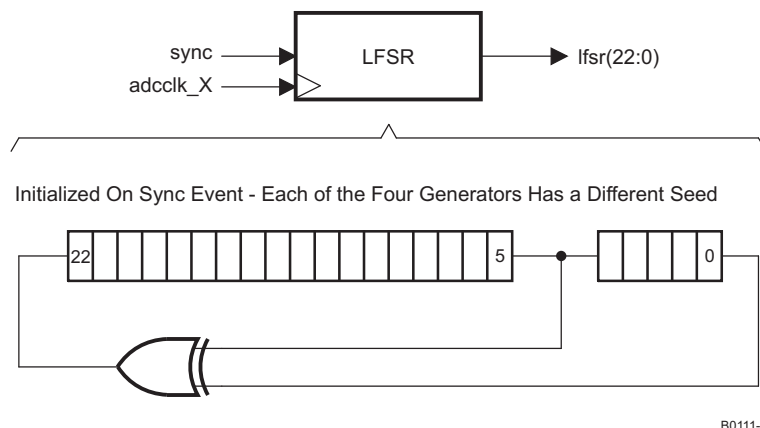 sync
LFSR
lfsr(22:0)
adcclk_X
Initialized On Sync Event - Each of the Four Generators Has a Different Seed
22
5
0
B0111-